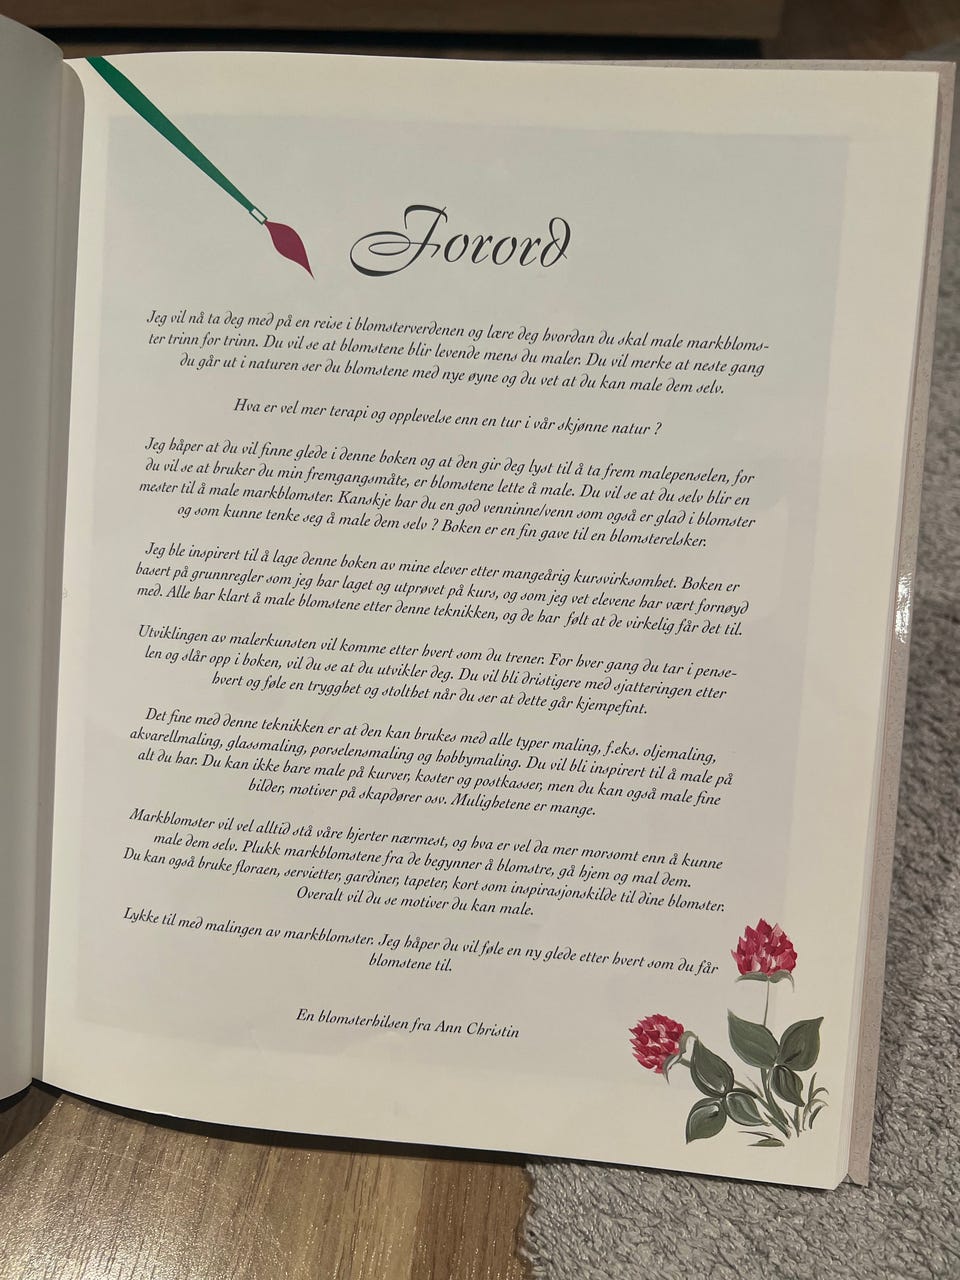 Forord
Jeg vil nå ta deg med på en reise i blomsterverdenen og lære deg hvordan du skal male markbloms-
ter trinn for trinn. Du vil se at blomstene blir levende mens du maler. Du vil merke at neste gang
du går ut i naturen ser du blomstene med nye øyne og du vet at du kan male dem selv.
Hva er vel mer terapi og opplevelse enn en tur i vår skjønne natur ?
Jeg håper at du vil finne glede i denne boken og at den gir deg lyst til å ta frem malepenselen, for
du vil se at bruker du min fremgangsmåte, er blomstene lette å male. Du vil se at du selv blir en
mester til å male markblomster. Kanskje har du en god venninne/venn som også er glad i blomster
og som kunne tenke seg å male dem selv ? Boken er en fin gave til en blomsterelsker.
Jeg ble inspirert til å lage denne boken av mine elever etter mangeårig kursvirksomhet. Boken er
basert på grunnregler som jeg har laget og utprøvet på kurs, og som jeg vet elevene har vært fornøyd
med. Alle har klart å male blomstene etter denne teknikken, og de har følt at de virkelig får det til.
Utviklingen av malerkunsten vil komme etter hvert som du trener. For hver gang du tar i pense-
len og slår opp i boken, vil du se at du utvikler deg. Du vil bli dristigere med sjatteringen etter
hvert og føle en trygghet og stolthet når du ser at dette går kjempefint.
Det fine med denne teknikken er at den kan brukes med alle typer maling, f.eks. oljemaling,
akvarellmaling, glassmaling, porselensmaling og hobbymaling. Du vil bli inspirert til å male på
alt du har. Du kan ikke bare male på kurver, koster og postkasser, men du kan også male fine
bilder, motiver på skapdører osv. Mulighetene er mange.
Markblomster vil vel alltid stå våre hjerter nærmest, og hva er vel da mer morsomt enn å kunne
male dem selv. Plukk markblomstene fra de begynner å blomstre, gå hjem og mal dem.
Du kan også bruke floraen, servietter, gardiner, tapeter, kort som inspirasjonskilde til dine blomster.
Overalt vil du se motiver du kan male.
Lykke til med malingen av markblomster. Jeg håper du vil føle en ny glede etter hvert som du får
blomstene til.
En blomsterhilsen fra Ann Christin